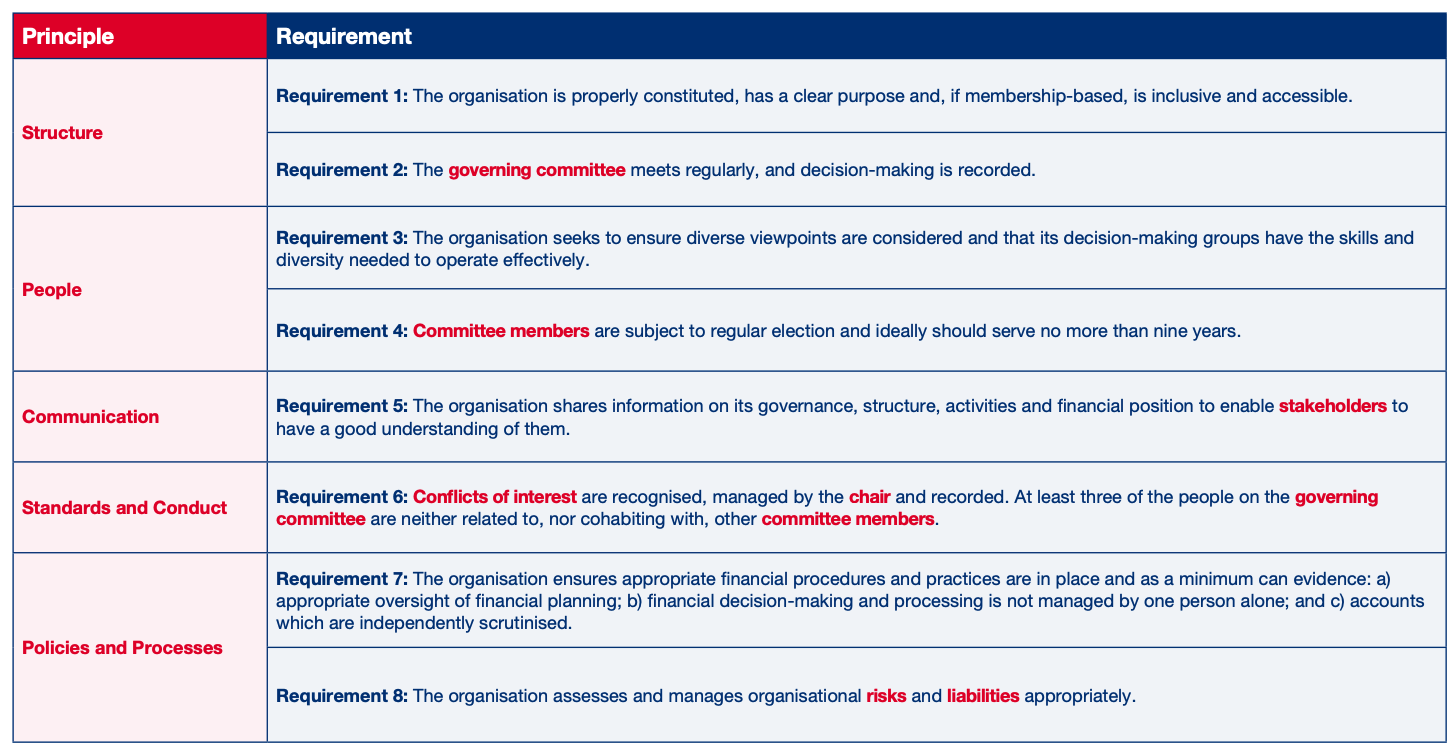 Principle
Requirement
Structure
Requirement 1: The organisation is properly constituted, has a clear purpose and, if membership-based, is inclusive and accessible.
Requirement 2: The governing committee meets regularly, and decision-making is recorded.
People
Requirement 3: The organisation seeks to ensure diverse viewpoints are considered and that its decision-making groups have the skills and
diversity needed to operate effectively.
Requirement 4: Committee members are subject to regular election and ideally should serve no more than nine years.
Communication
Requirement 5: The organisation shares information on its governance, structure, activities and financial position to enable stakeholders to
have a good understanding of them.
Standards and Conduct
Requirement 6: Conflicts of interest are recognised, managed by the chair and recorded. At least three of the people on the governing
committee are neither related to, nor cohabiting with, other committee members.
Policies and Processes
Requirement 7: The organisation ensures appropriate financial procedures and practices are in place and as a minimum can evidence: a)
appropriate oversight of financial planning; b) financial decision-making and processing is not managed by one person alone; and c) accounts
which are independently scrutinised.
Requirement 8: The organisation assesses and manages organisational risks and liabilities appropriately.